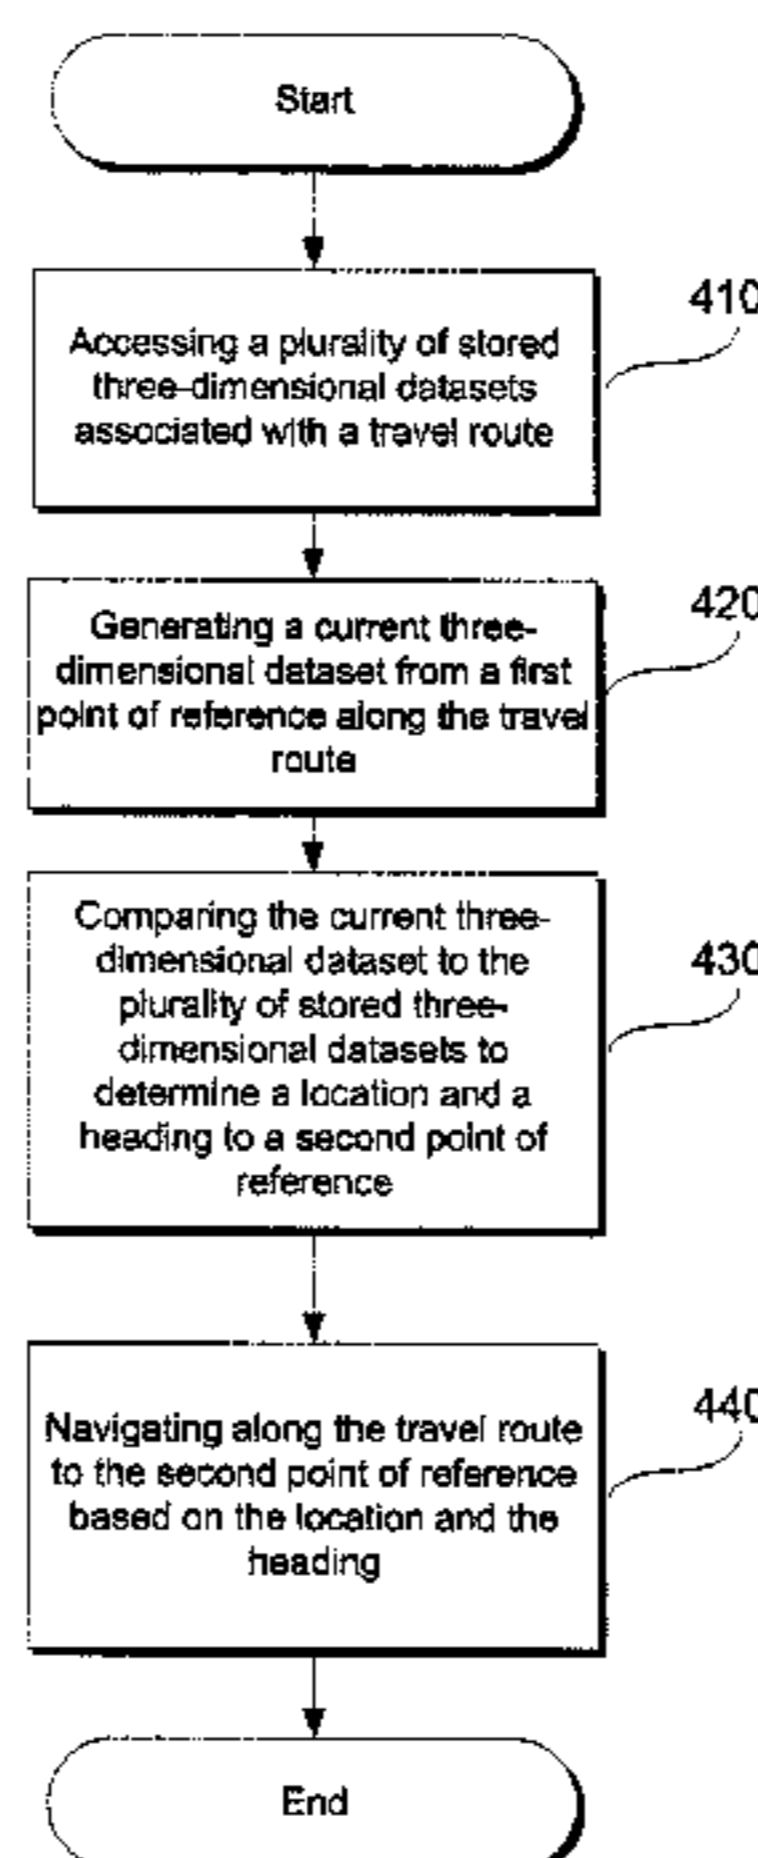 Start
410
Accessing a plurality of stored
three-dimensional datasets
associated with a travel route
420
Generating a current three-
dimensional dataset from a first
point of reference along the travel
route
430
Comparing the current three-
dimensional dataset to the
plurality of stored three-
dimensional datasets to
determine a location and a
heading to a second point of
reference
440
Navigating along the travel route
to the second point of reference
based on the location and the
heading
End